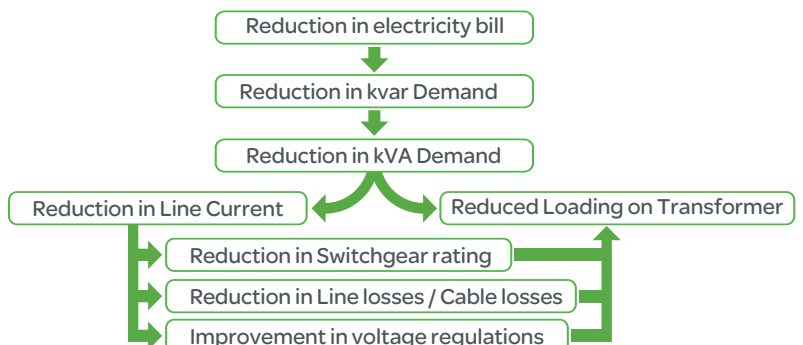 Reduction in electricity bill
Reduction in kvar Demand
Reduction in kVA Demand
Reduction in Line Current
Reduced Loading on Transformer
Reduction in Switchgear rating
Reduction in Line losses / Cable losses
Improvement in voltage regulations